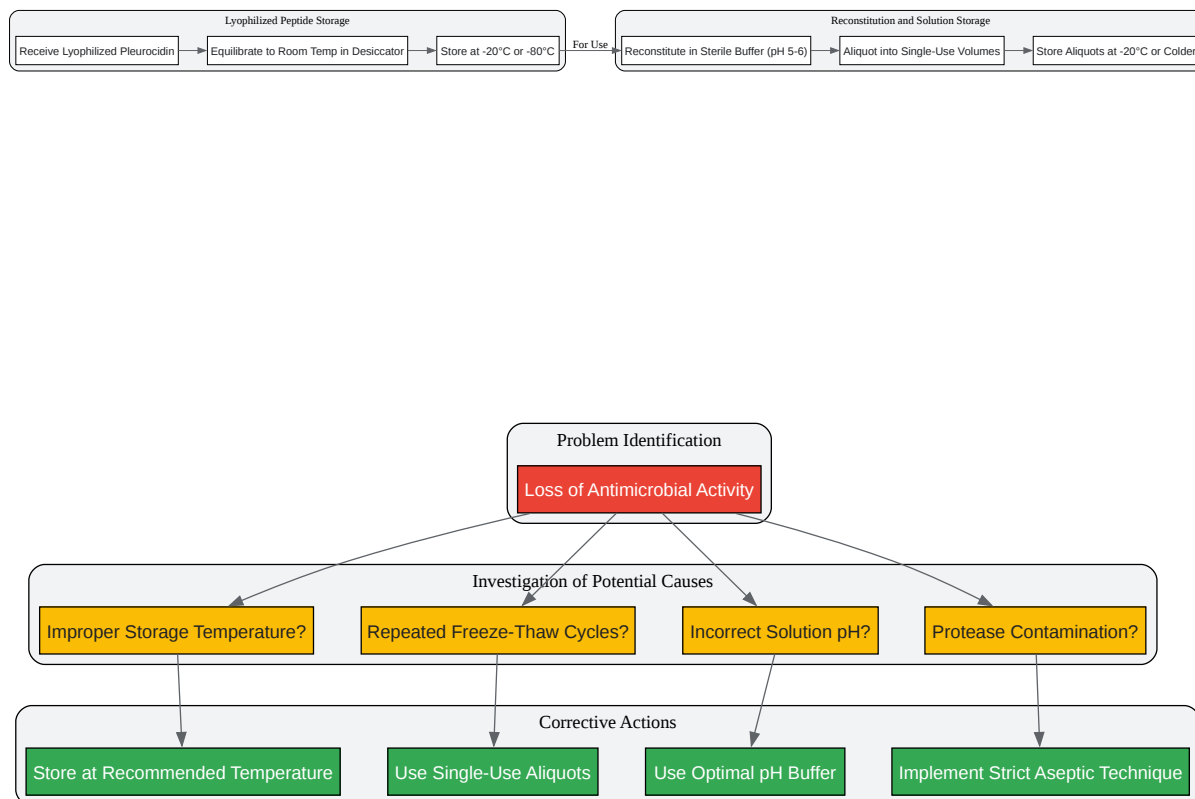 Lyophilized Peptide Storage
Receive Lyophilized Pleurocidin
Equilibrate to Room Temp in Desiccator
Store at -20°C or -80°C
For Use
Reconstitution and Solution Storage
Reconstitute in Sterile Buffer (pH 5-6)
Aliquot into Single-Use Volumes
Store Aliquots at -20°C or Colder
Problem Identification
Loss of Antimicrobial Activity
Investigation of Potential Causes
Improper Storage Temperature?
Repeated Freeze-Thaw Cycles?
Incorrect Solution pH?
Protease Contamination?
Corrective Actions
Store at Recommended Temperature
Use Single-Use Aliquots
Use Optimal pH Buffer
Implement Strict Aseptic Technique